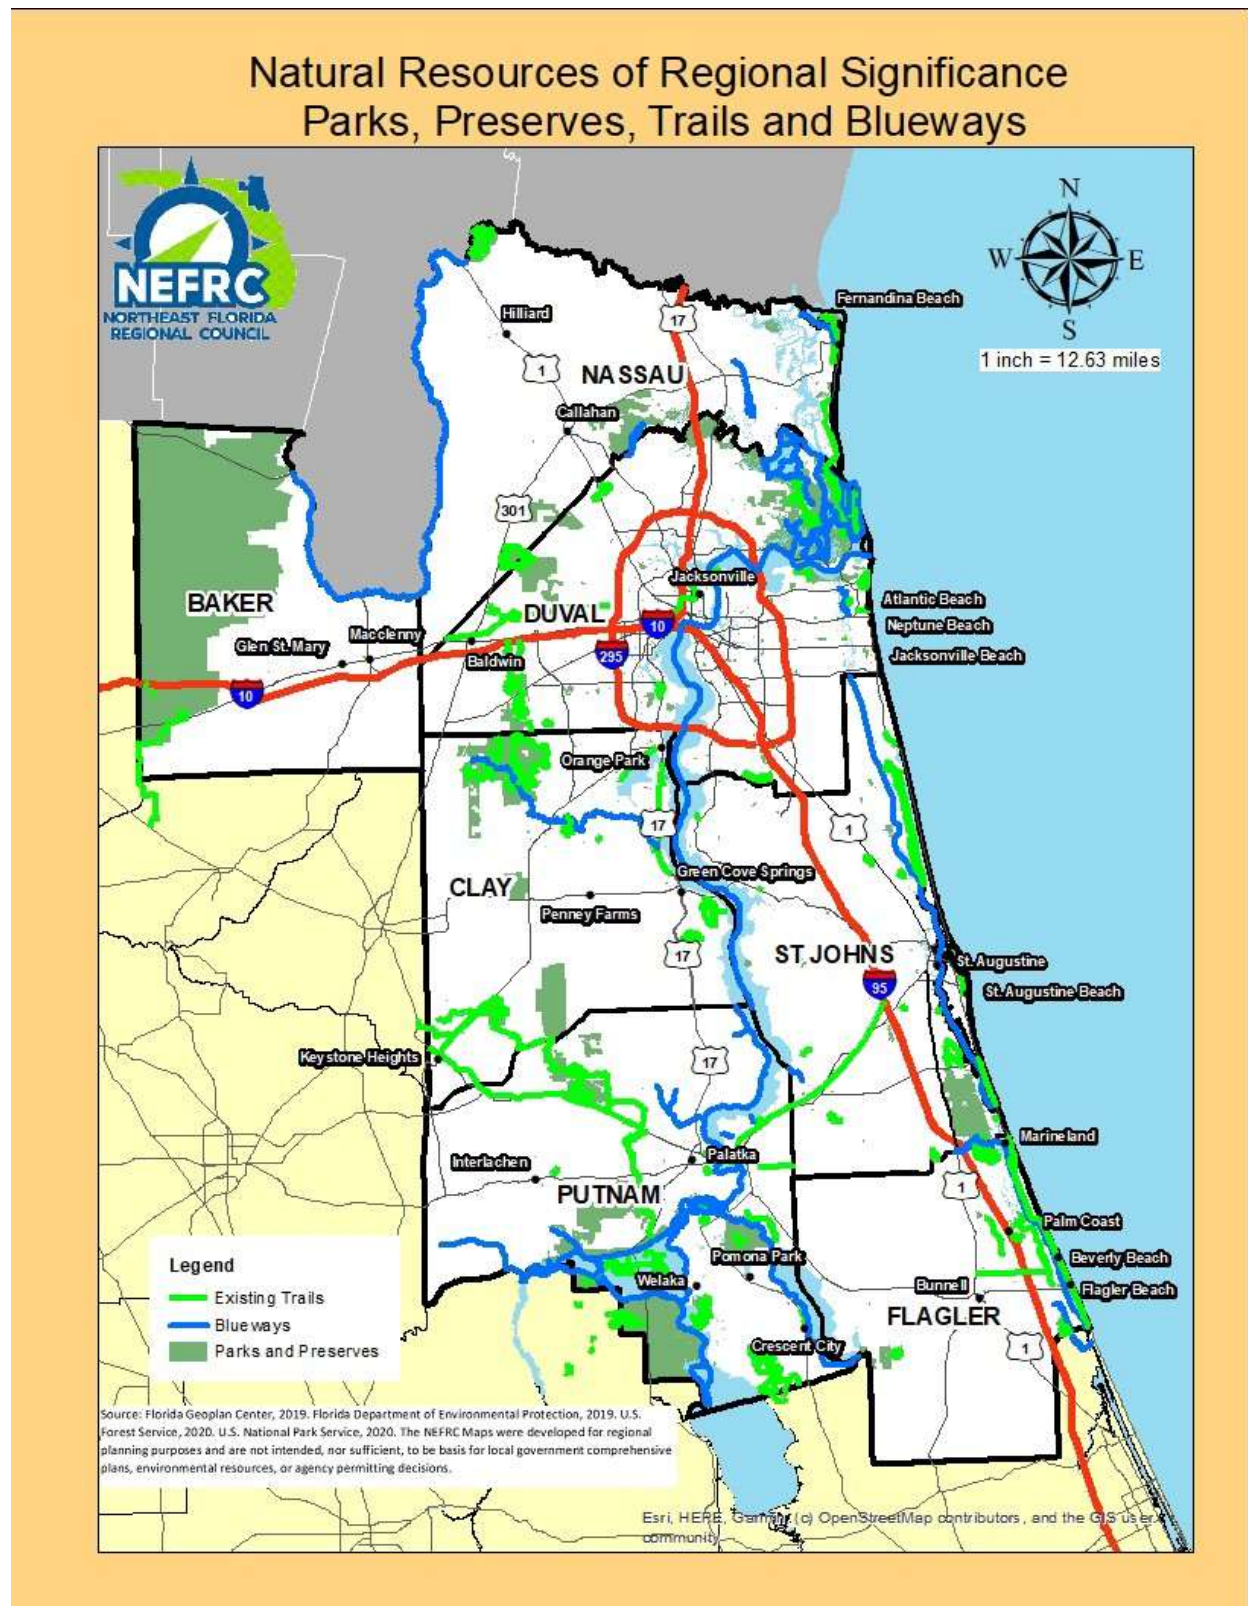 Natural Resources of Regional Significance
Parks, Preserves, Trails and Blueways
NEFRC
NORTHEAST FLORIDA
REGIONAL COUNCIL
N
W
E
S
1 inch = 12.63 miles
Fernandina Beach
Hilliard
17
1
NASSAU
Callahan
301
Jacksonville
BAKER
DUVAL
Atlantic Beach
10
Neptune Beach
Macclenny
Glen St. Mary
295
Baldwin
Jacksonville Beach
10
Orange Park
17
1
Green Cove Springs
CLAY
Penney Farms
17
ST JOHNS
St. Augustine
95
St. Augustine Beach
Keystone Heights
17
Marineland
Palatka
Interlachen
1
PUTNAM
Palm Coast
Pomona Park
Beverly Beach
Welaka
Bunnell
Flagler Beach
FLAGLER
Crescent City
1
Legend
Existing Trails
Blueways
Parks and Preserves
Source: Florida Geoplan Center, 2019. Florida Department of Environmental Protection, 2019. U.S.
Forest Service, 2020. U.S. National Park Service, 2020. The NEFRC Maps were developed for regional
planning purposes and are not intended, nor sufficient, to be basis for local government comprehensive
plans, environmental resources, or agency permitting decisions.
Esri, HERE, Garmin, (c) OpenStreetMap contributors, and the GIS user
community